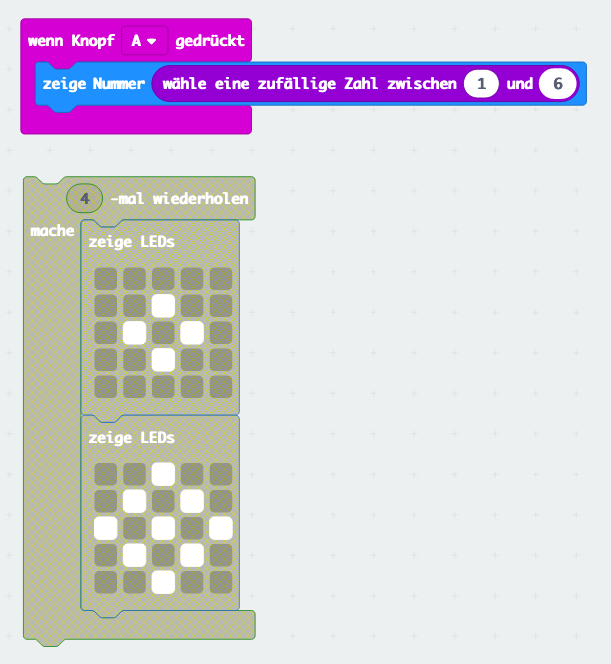 wenn Knopf A gedrückt
zeige Nummer wähle eine zufällige Zahl zwischen 1 und 6
4 -mal wiederholen
mache
zeige LEDs
zeige LEDs